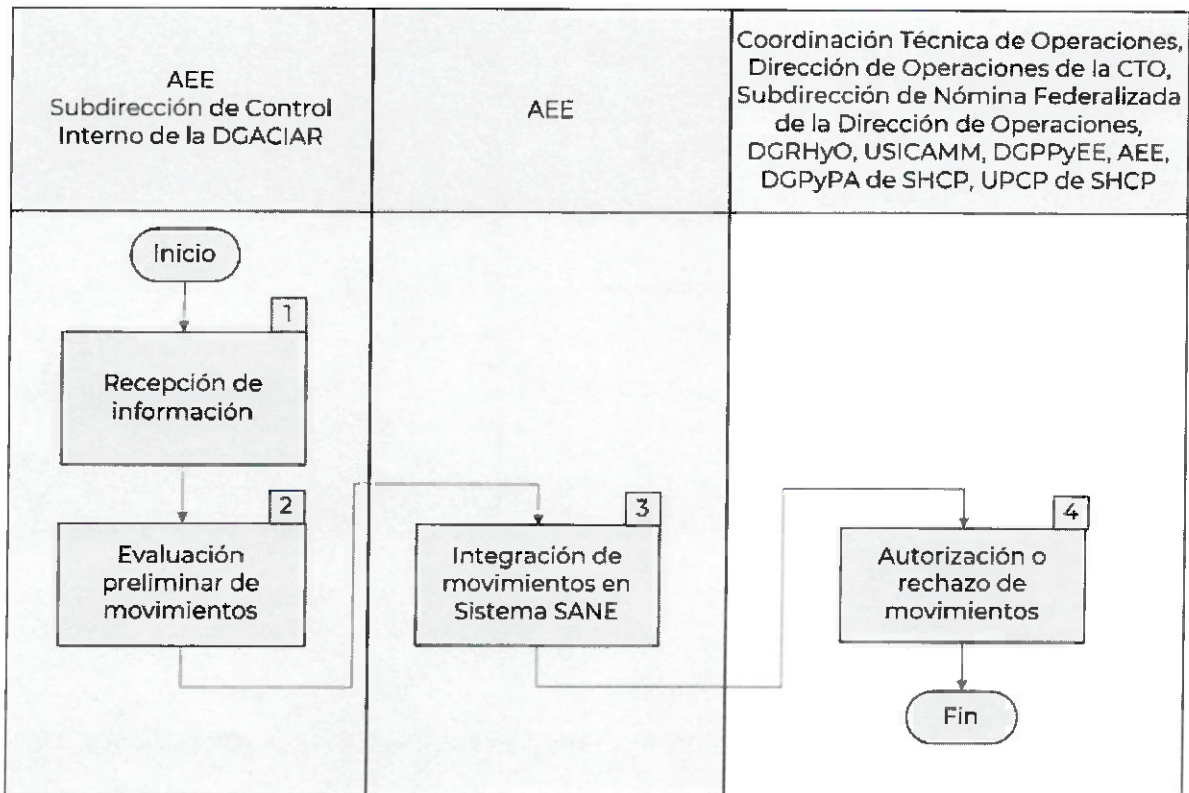 AEE
Subdirección de Control
Interno de la DGACIAR
AEE
Coordinación Técnica de Operaciones,
Dirección de Operaciones de la CTO,
Subdirección de Nómina Federalizada
de la Dirección de Operaciones,
DGRHyO, USICAMM, DGPPyEE, AEE,
DGPyPA de SHCP, UPCP de SHCP
Inicio
1
Recepción de
información
2
Evaluación
preliminar de
movimientos
3
Integración de
movimientos en
Sistema SANE
4
Autorización o
rechazo de
movimientos
Fin